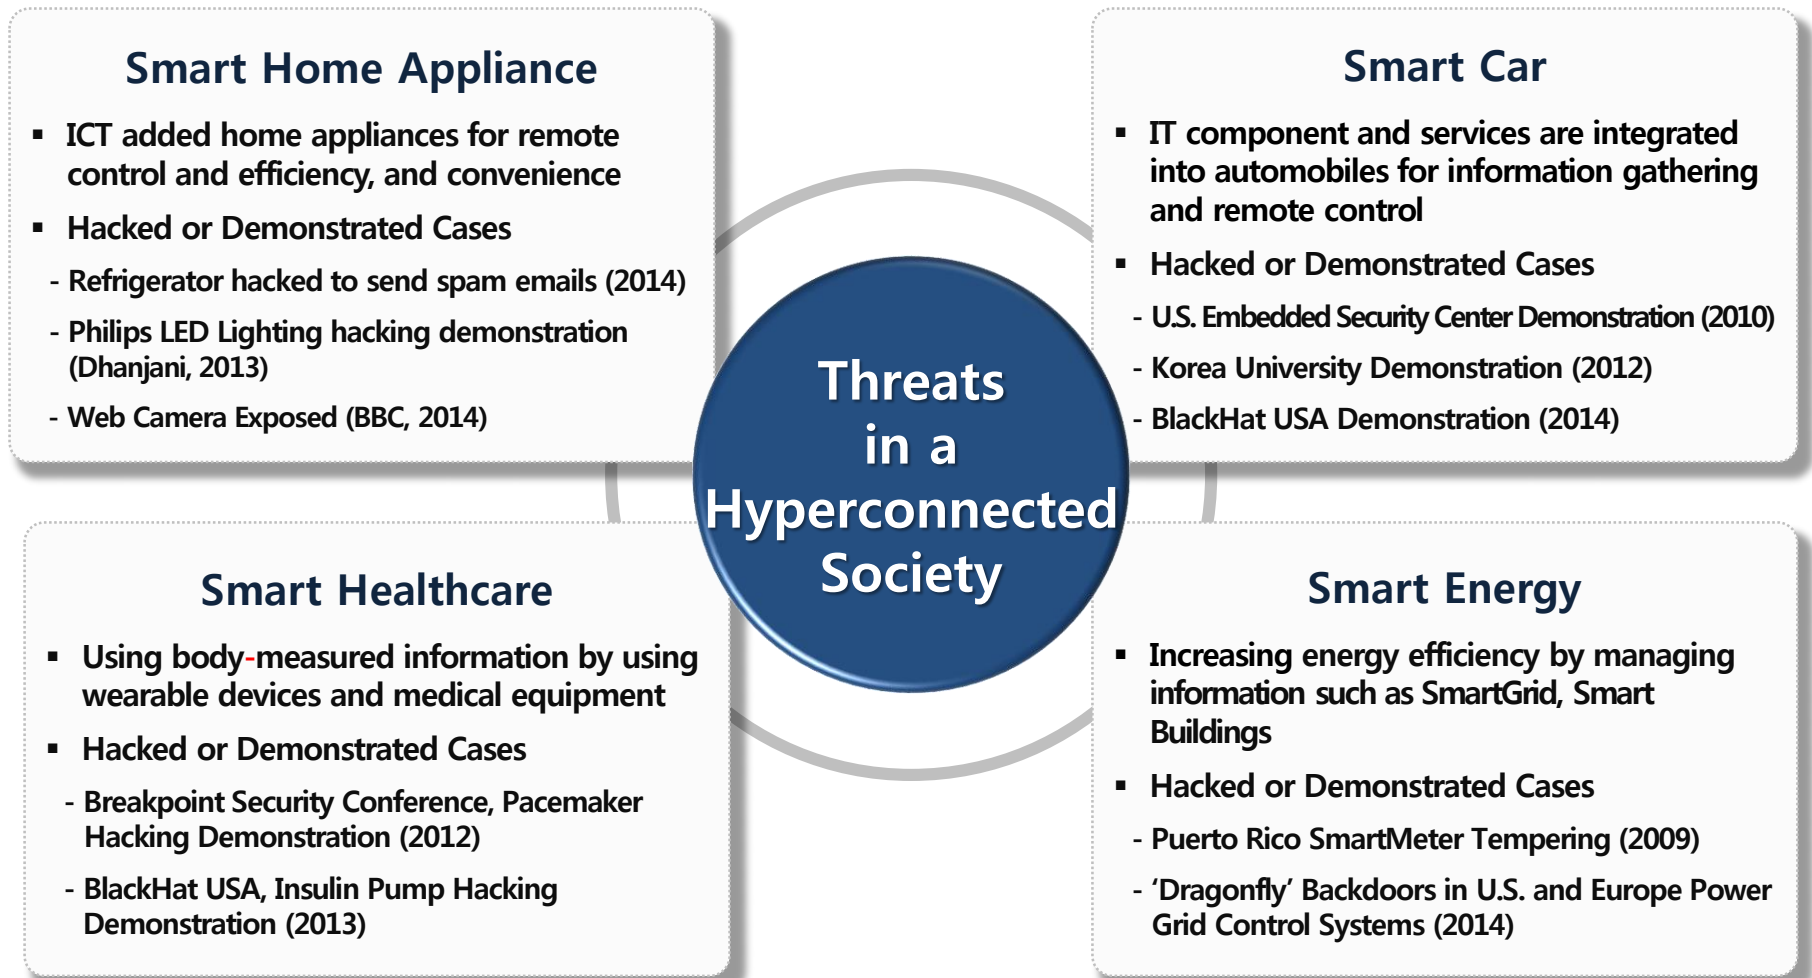 Smart Home Appliance
▪ ICT added home appliances for remote
control and efficiency, and convenience
▪ Hacked or Demonstrated Cases
- Refrigerator hacked to send spam emails (2014)
- Philips LED Lighting hacking demonstration
(Dhanjani, 2013)
- Web Camera Exposed (BBC, 2014)
Smart Car
▪ IT component and services are integrated
into automobiles for information gathering
and remote control
▪ Hacked or Demonstrated Cases
- U.S. Embedded Security Center Demonstration (2010)
- Korea University Demonstration (2012)
- BlackHat USA Demonstration (2014)
Threats
in a
Hyperconnected
Society
Smart Healthcare
▪ Using body-measured information by using
wearable devices and medical equipment
▪ Hacked or Demonstrated Cases
- Breakpoint Security Conference, Pacemaker
Hacking Demonstration (2012)
- BlackHat USA, Insulin Pump Hacking
Demonstration (2013)
Smart Energy
▪ Increasing energy efficiency by managing
information such as SmartGrid, Smart
Buildings
▪ Hacked or Demonstrated Cases
- Puerto Rico SmartMeter Tempering (2009)
- ‘Dragonfly’ Backdoors in U.S. and Europe Power
Grid Control Systems (2014)